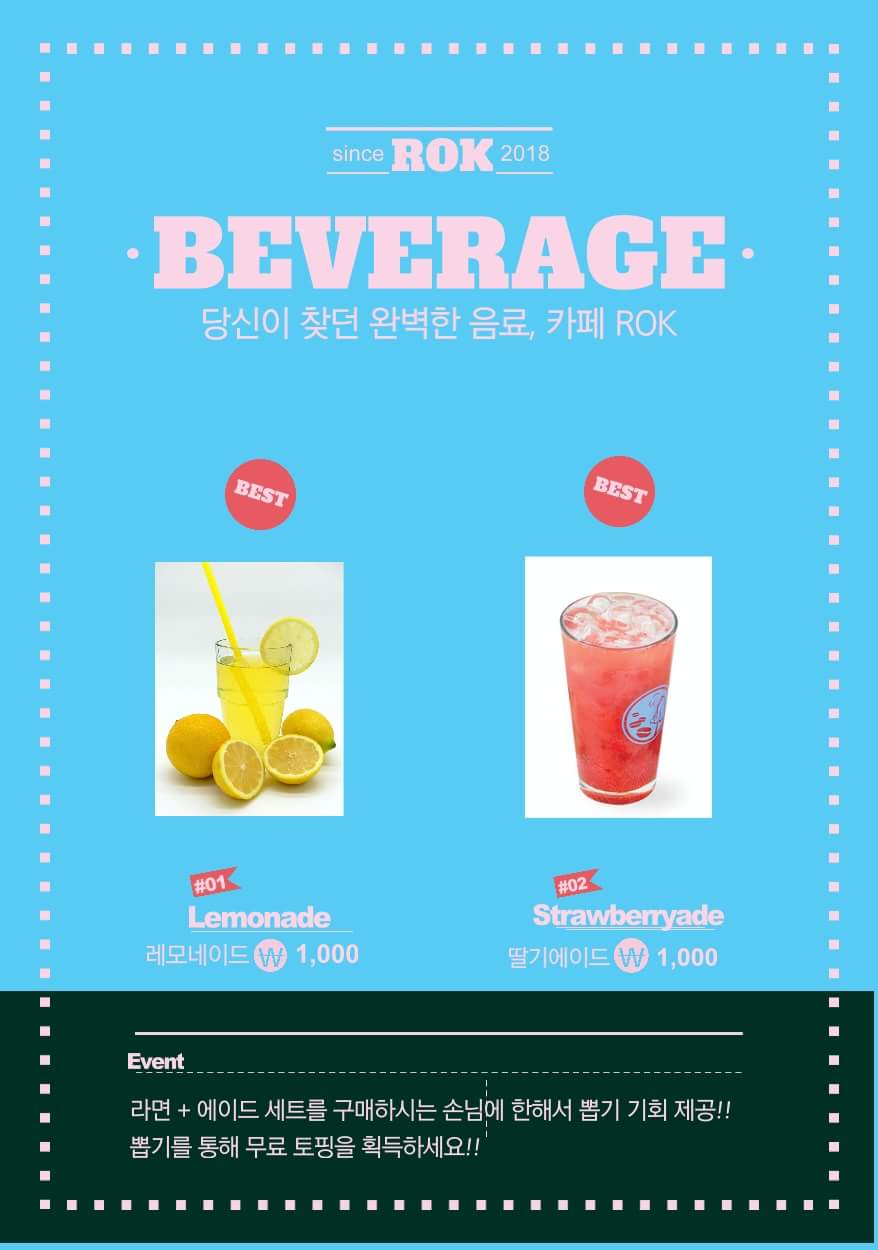 since ROK 2018
BEVERAGE
당신이 찾던 완벽한 음료, 카페 ROK
BEST
BEST
#01
Lemonade
레모네이드 ₩ 1,000
#02
Strawberryade
딸기에이드 ₩ 1,000
Event
라면 + 에이드 세트를 구매하시는 손님에 한해서 뽑기 기회 제공!!
뽑기를 통해 무료 토핑을 획득하세요!!